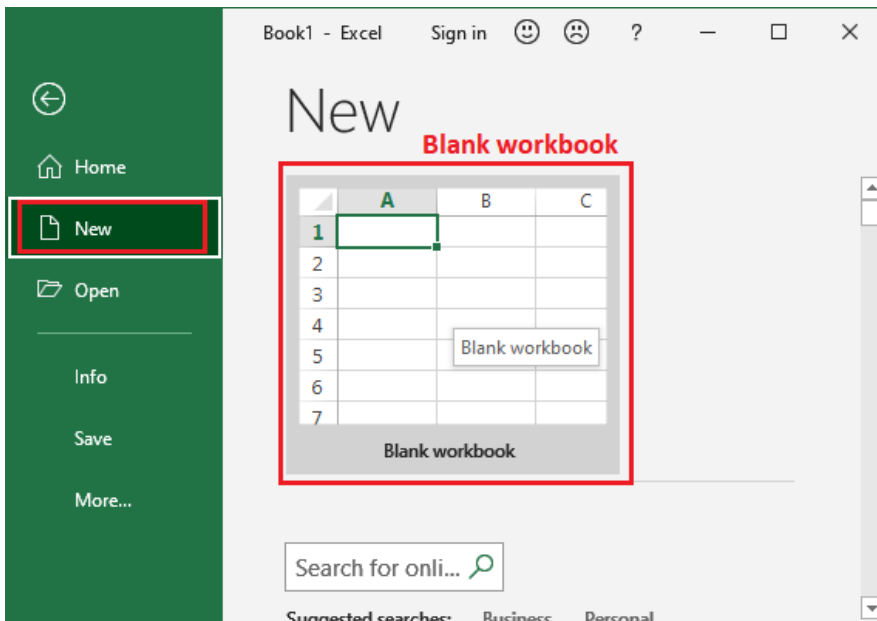 Book1 - Excel Sign in ?
New
Blank workbook
Home
New
Open
Info
Save
More...
A B C
1
2
3
4
5
6
7
Blank workbook
Blank workbook
Search for onli...
Suggested searches: Business Personal